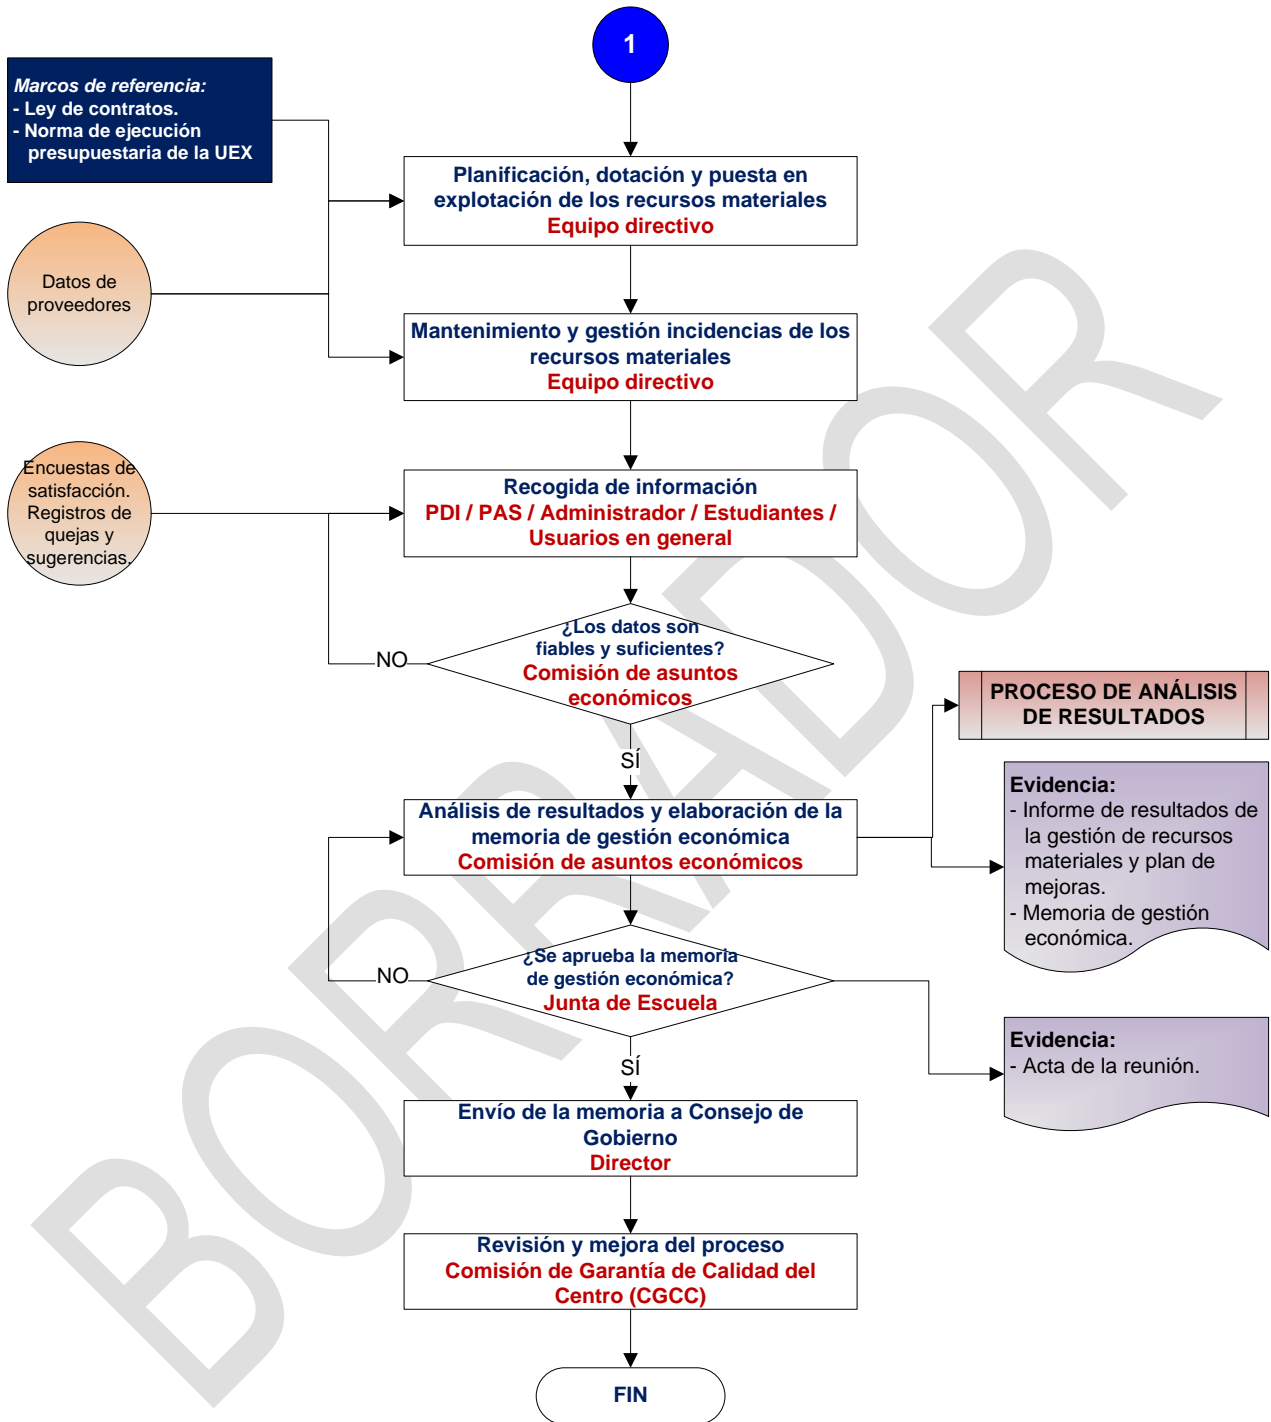 1
Marcos de referencia:
- Ley de contratos.
- Norma de ejecución
presupuestaria de la UEX
Planificación, dotación y puesta en
explotación de los recursos materiales
Equipo directivo
Datos de
proveedores
Mantenimiento y gestión incidencias de los
recursos materiales
Equipo directivo
Encuestas de
satisfacción.
Registros de
quejas y
sugerencias.
Recogida de información
PDI / PAS / Administrador / Estudiantes /
Usuarios en general
¿Los datos son
fiables y suficientes?
Comisión de asuntos
económicos
NO
SÍ
PROCESO DE ANÁLISIS
DE RESULTADOS
Análisis de resultados y elaboración de la
memoria de gestión económica
Comisión de asuntos económicos
Evidencia:
- Informe de resultados de
la gestión de recursos
materiales y plan de
mejoras.
- Memoria de gestión
económica.
¿Se aprueba la memoria
de gestión económica?
Junta de Escuela
NO
SÍ
Evidencia:
- Acta de la reunión.
Envío de la memoria a Consejo de
Gobierno
Director
Revisión y mejora del proceso
Comisión de Garantía de Calidad del
Centro (CGCC)
FIN
BORRADOR